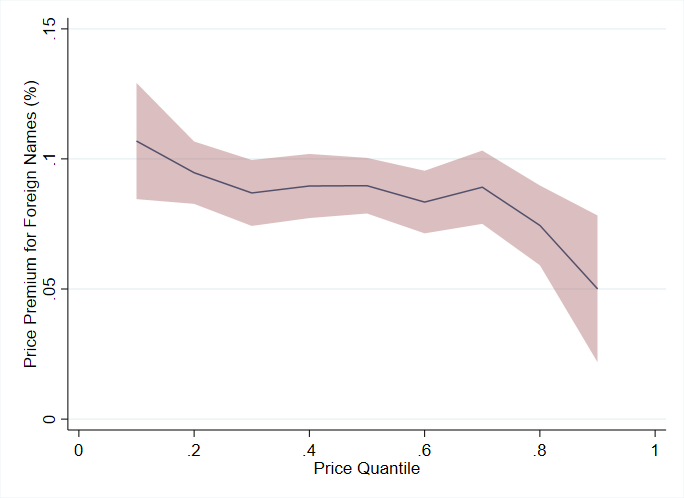 Price Premium for Foreign Names (%)
.15
.1
.05
0
0 .2 .4 .6 .8 1
Price Quantile